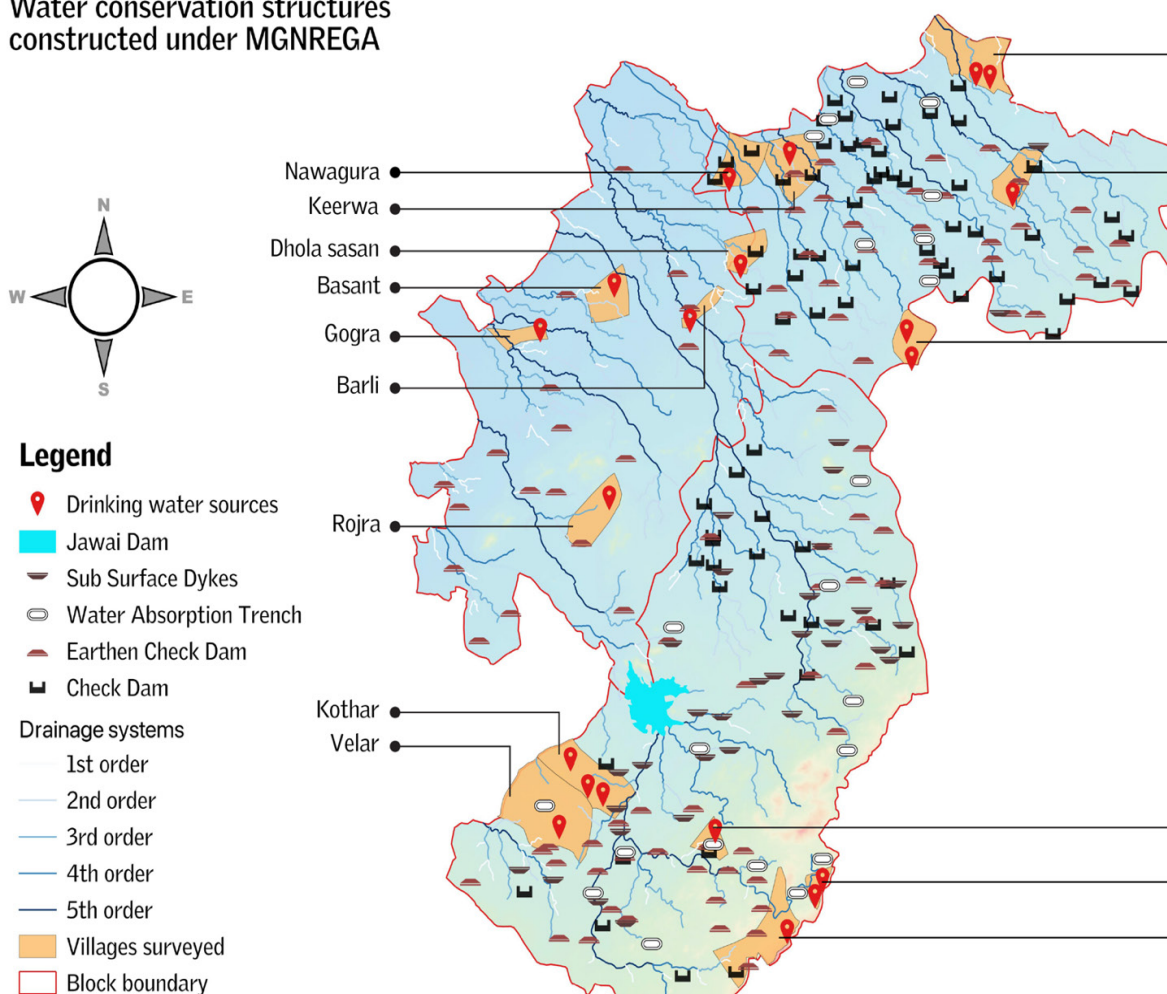 Water conservation structures
constructed under MGNREGA
N
W
E
S
Nawagura
Keerwa
Dhola sasan
Basant
Gogra
Barli
Rojra
Kothar
Velar
Legend
Drinking water sources
Jawai Dam
Sub Surface Dykes
Water Absorption Trench
Earthen Check Dam
Check Dam
Drainage systems
1st order
2nd order
3rd order
4th order
5th order
Villages surveyed
Block boundary